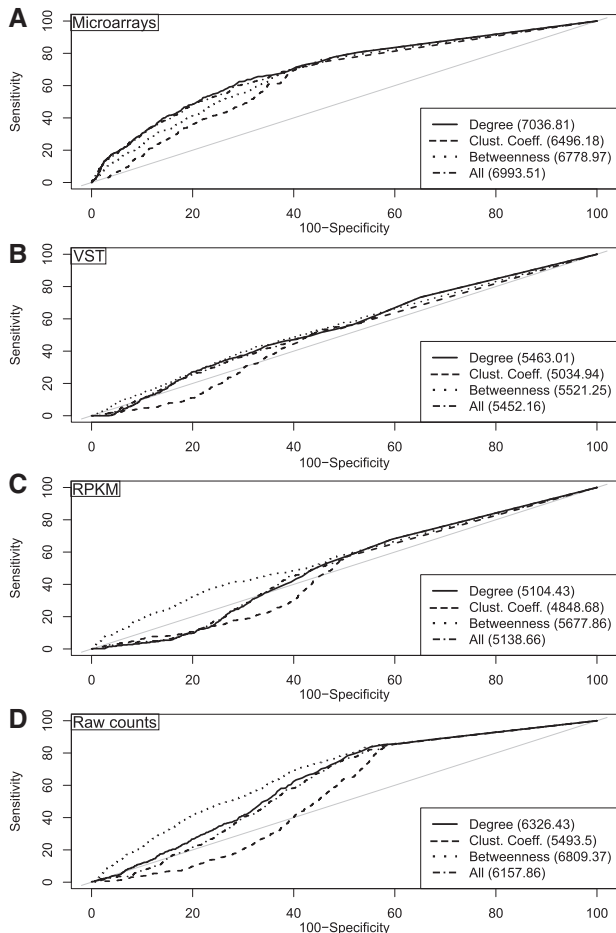 A
Microarrays
Sensitivity
100
80
60
40
20
0
Degree (7036.81)
Clust. Coeff. (6496.18)
Betweenness (6778.97)
All (6993.51)
0 20 40 60 80 100
100−Specificity
B
VST
Sensitivity
100
80
60
40
20
0
Degree (5463.01)
Clust. Coeff. (5034.94)
Betweenness (5521.25)
All (5452.16)
0 20 40 60 80 100
100−Specificity
C
RPKM
Sensitivity
100
80
60
40
20
0
Degree (5104.43)
Clust. Coeff. (4848.68)
Betweenness (5677.86)
All (5138.66)
0 20 40 60 80 100
100−Specificity
D
Raw counts
Sensitivity
100
80
60
40
20
0
Degree (6326.43)
Clust. Coeff. (5493.5)
Betweenness (6809.37)
All (6157.86)
0 20 40 60 80 100
100−Specificity